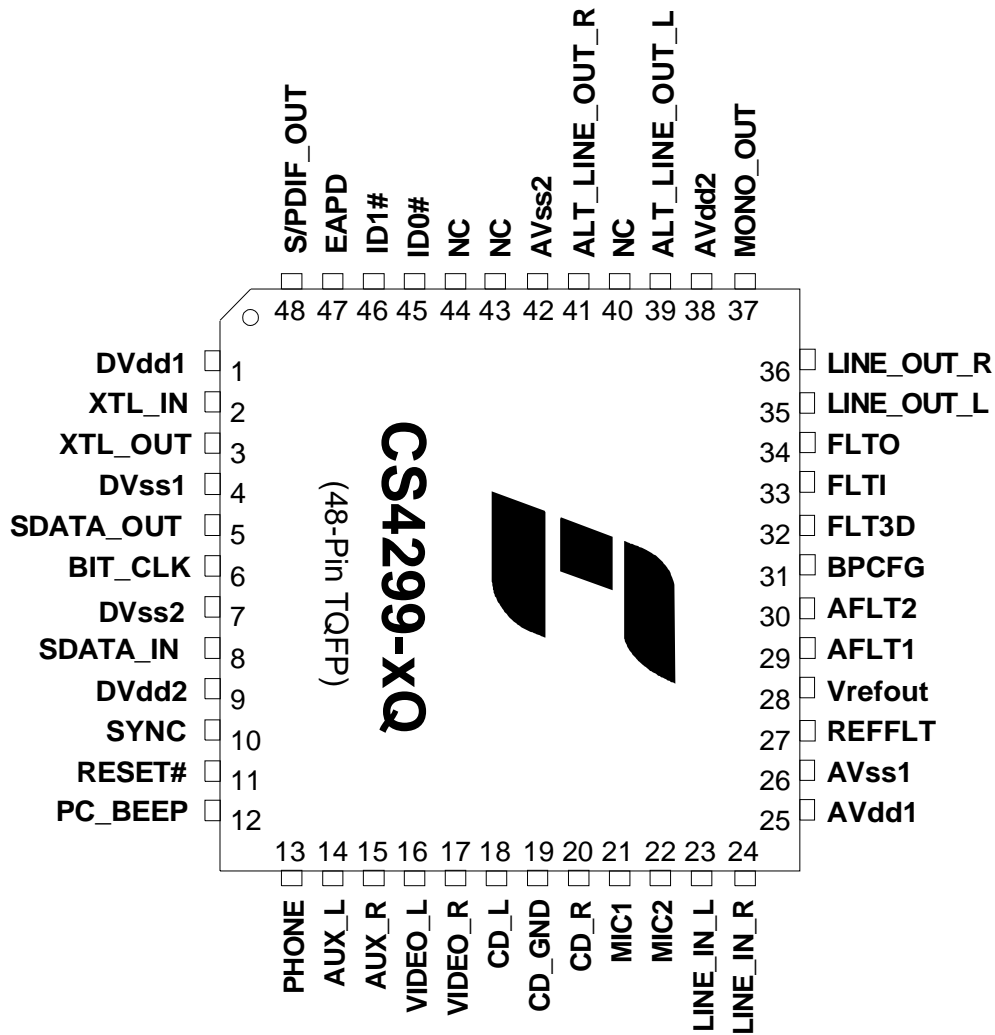 S/PDIF_OUT
EAPD
ID1#
ID0#
NC
NC
AVss2
ALT_LINE_OUT_R
NC
ALT_LINE_OUT_L
AVdd2
MONO_OUT
48 47 46 45 44 43 42 41 40 39 38 37
DVdd1 1
XTL_IN 2
XTL_OUT 3
DVss1 4
SDATA_OUT 5
BIT_CLK 6
DVss2 7
SDATA_IN 8
DVdd2 9
SYNC 10
RESET# 11
PC_BEEP 12
CS4299-xQ
(48-Pin TQFP)
36 LINE_OUT_R
35 LINE_OUT_L
34 FLTO
33 FLTI
32 FLT3D
31 BPCFG
30 AFLT2
29 AFLT1
28 Vrefout
27 REFFLT
26 AVss1
25 AVdd1
13 14 15 16 17 18 19 20 21 22 23 24
PHONE
AUX_L
AUX_R
VIDEO_L
VIDEO_R
CD_L
CD_GND
CD_R
MIC1
MIC2
LINE_IN_L
LINE_IN_R